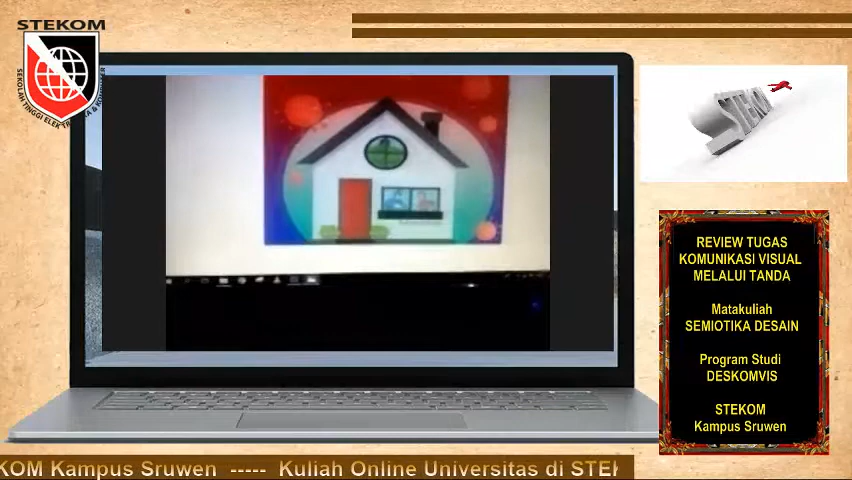 STEKOM
REVIEW TUGAS
KOMUNIKASI VISUAL
MELALUI TANDA
Matakuliah
SEMIOTIKA DESAIN
Program Studi
DESKOMVIS
STEKOM
Kampus Sruwen
KOM Kampus Sruwen ----- Kuliah Online Universitas di STEK